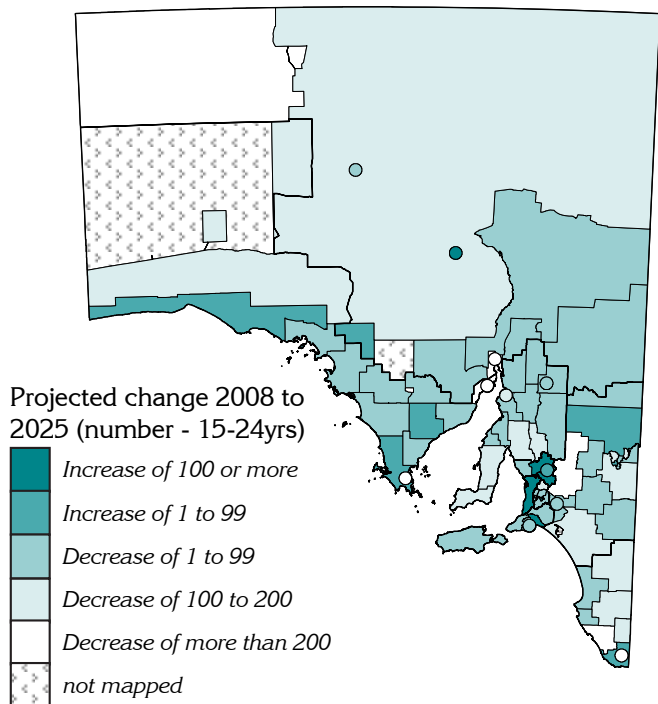 Projected change 2008 to
2025 (number - 15-24yrs)
Increase of 100 or more
Increase of 1 to 99
Decrease of 1 to 99
Decrease of 100 to 200
Decrease of more than 200
not mapped